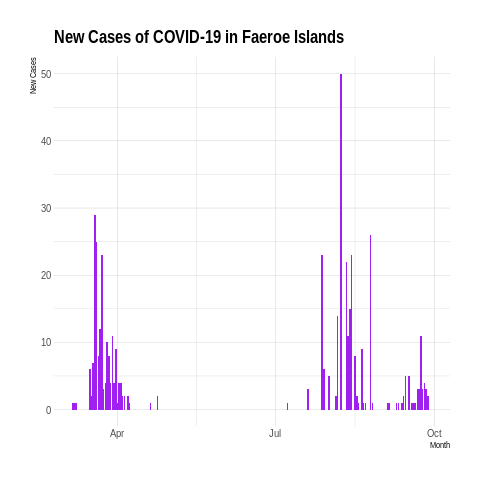 New Cases of COVID-19 in Faeroe Islands
New Cases
50
40
30
20
10
0
Apr
Jul
Oct
Month